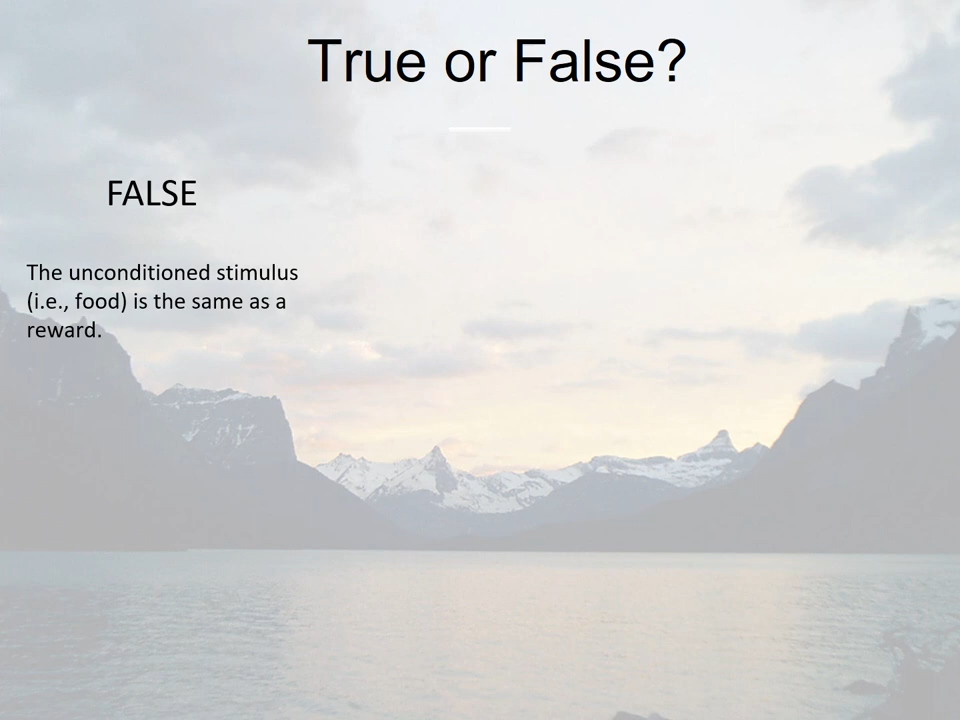 True or False?
FALSE
The unconditioned stimulus
(i.e., food) is the same as a
reward.